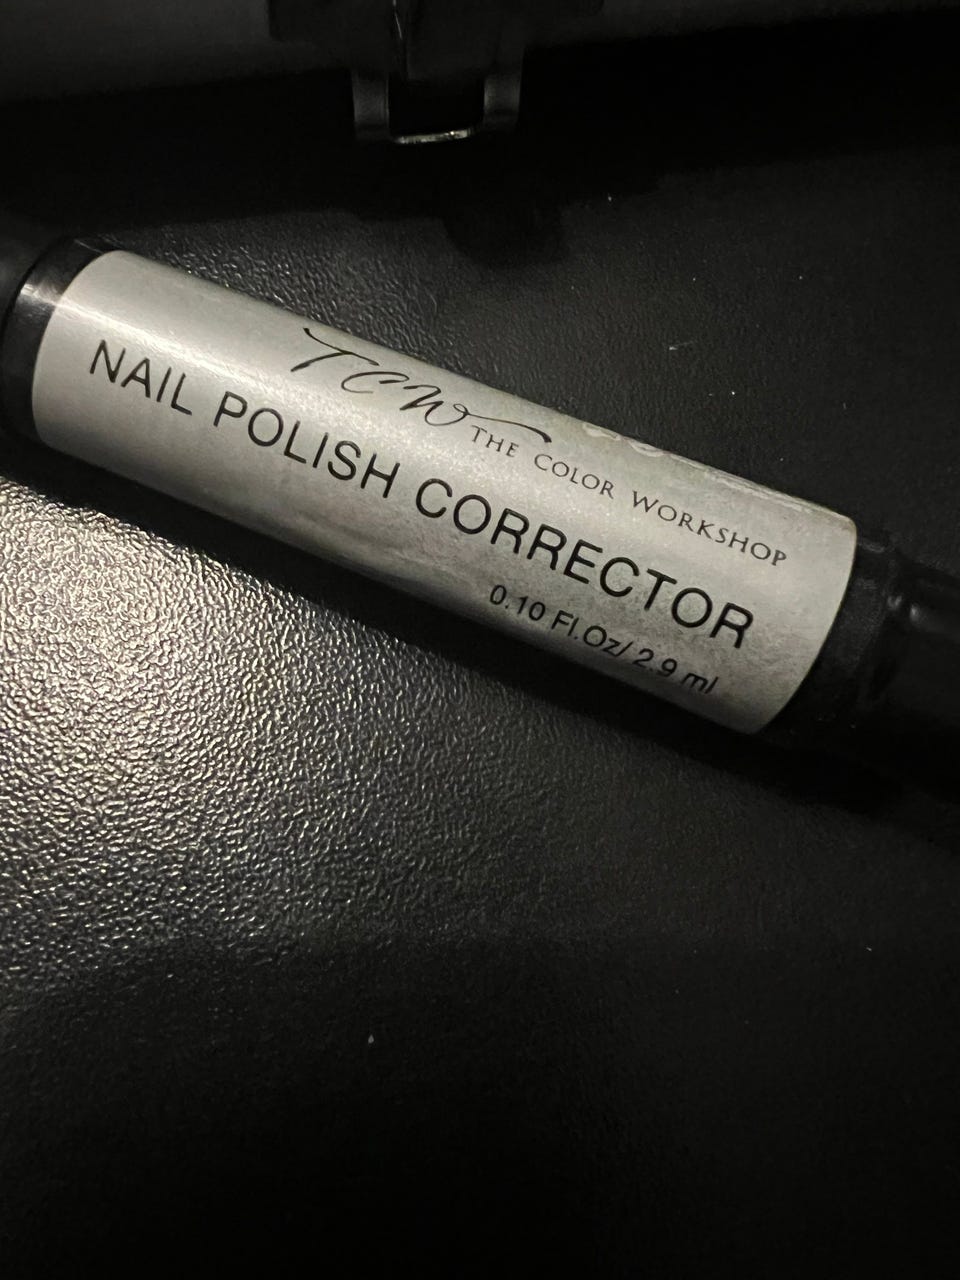 TCW
THE COLOR WORKSHOP
NAIL POLISH CORRECTOR
0.10 Fl.Oz/ 2.9 ml